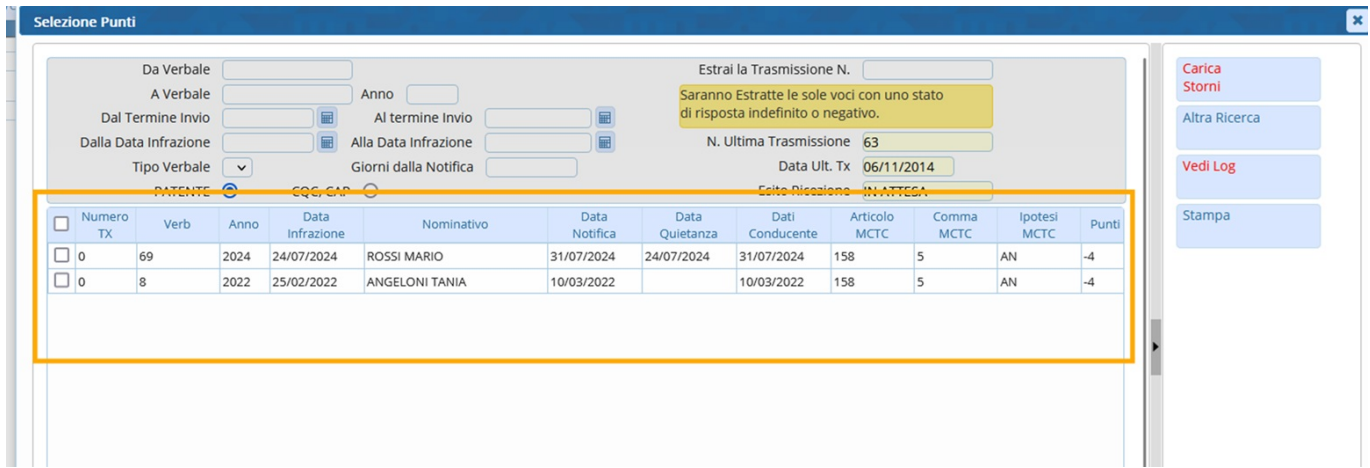 Selezione Punti
Da Verbale
Estrai la Trasmissione N.
A Verbale
Anno
Saranno Estratte le sole voci con uno stato
di risposta indefinito o negativo.
Dal Termine Invio
Al termine Invio
Dalla Data Infrazione
Alla Data Infrazione
N. Ultima Trasmissione 63
Tipo Verbale
Giorni dalla Notifica
Data Ult. Tx 06/11/2014
PATENTE
CQC, CAP
Esito Ricezione IN ATTESA
Numero TX Verb Anno Data Infrazione Nominativo Data Notifica Data Quietanza Dati Conducente Articolo MCTC Comma MCTC Ipotesi MCTC Punti
0 69 2024 24/07/2024 ROSSI MARIO 31/07/2024 24/07/2024 31/07/2024 158 5 AN -4
0 8 2022 25/02/2022 ANGELONI TANIA 10/03/2022 10/03/2022 158 5 AN -4
Carica
Storni
Altra Ricerca
Vedi Log
Stampa